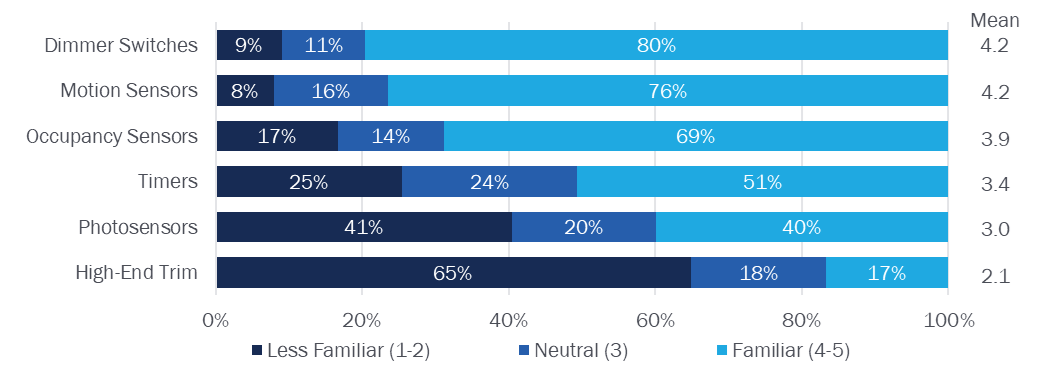 Mean
Dimmer Switches 9% 11% 80% 4.2
Motion Sensors 8% 16% 76% 4.2
Occupancy Sensors 17% 14% 69% 3.9
Timers 25% 24% 51% 3.4
Photosensors 41% 20% 40% 3.0
High-End Trim 65% 18% 17% 2.1
0% 20% 40% 60% 80% 100%
Less Familiar (1-2) Neutral (3) Familiar (4-5)